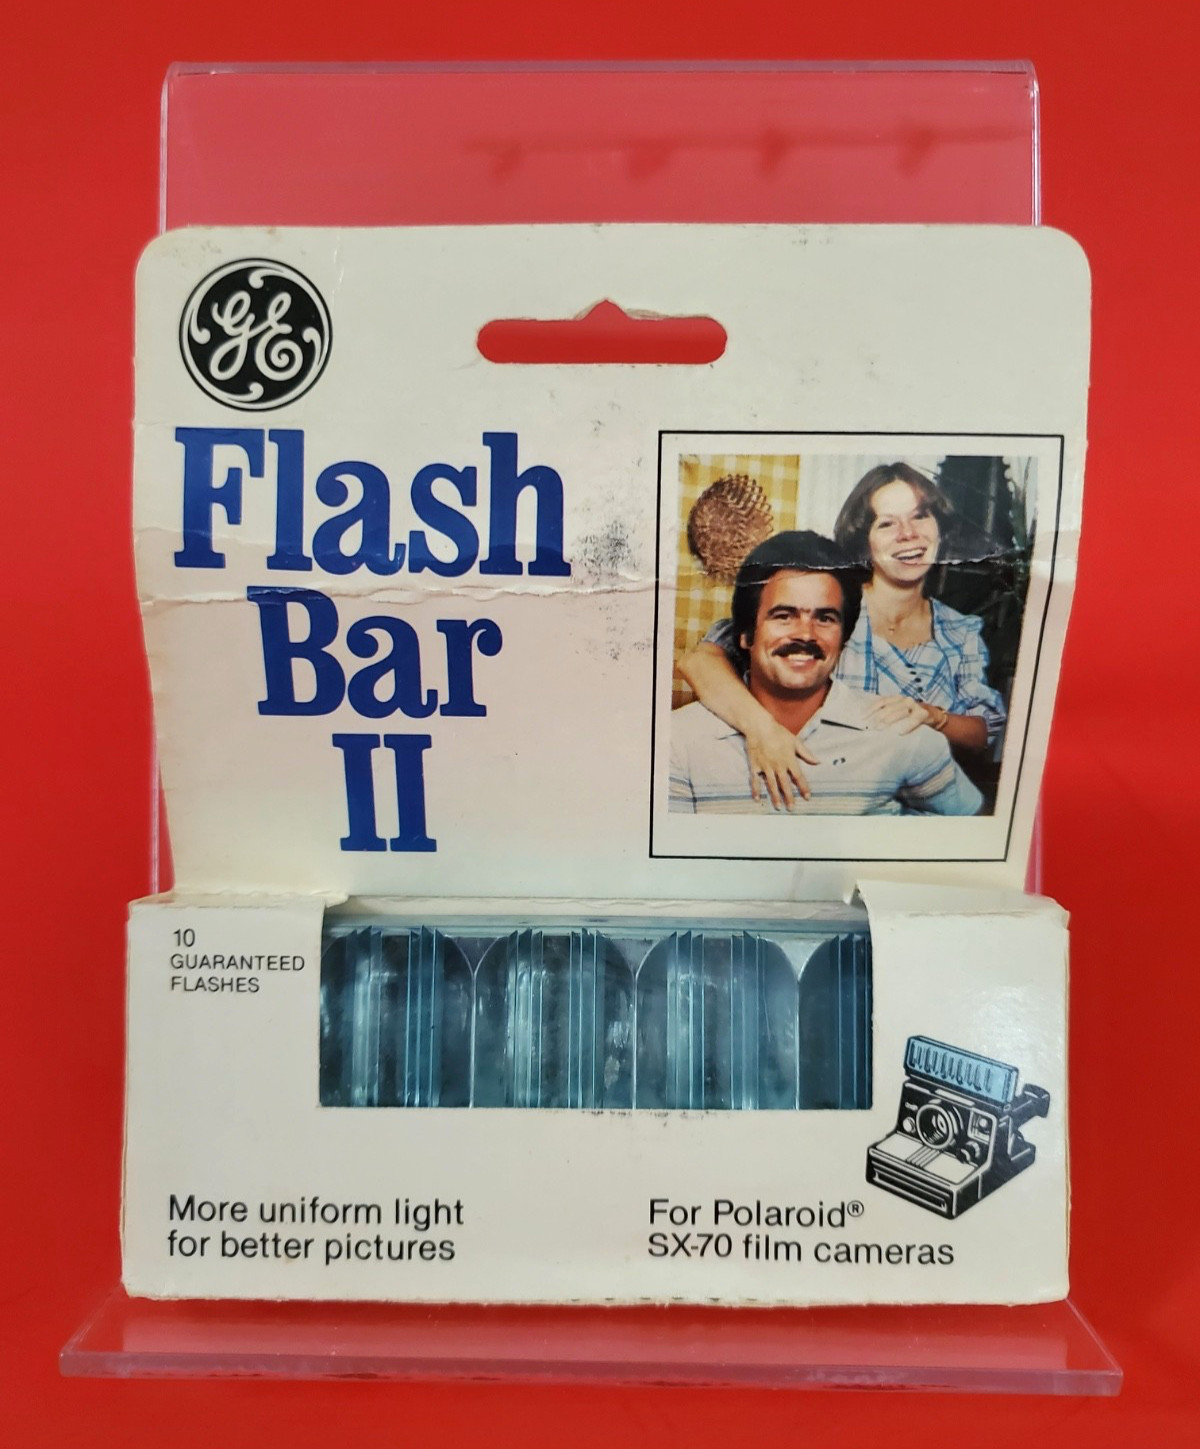 GE
Flash
Bar
II
10
GUARANTEED
FLASHES
More uniform light
for better pictures
For Polaroid®
SX-70 film cameras